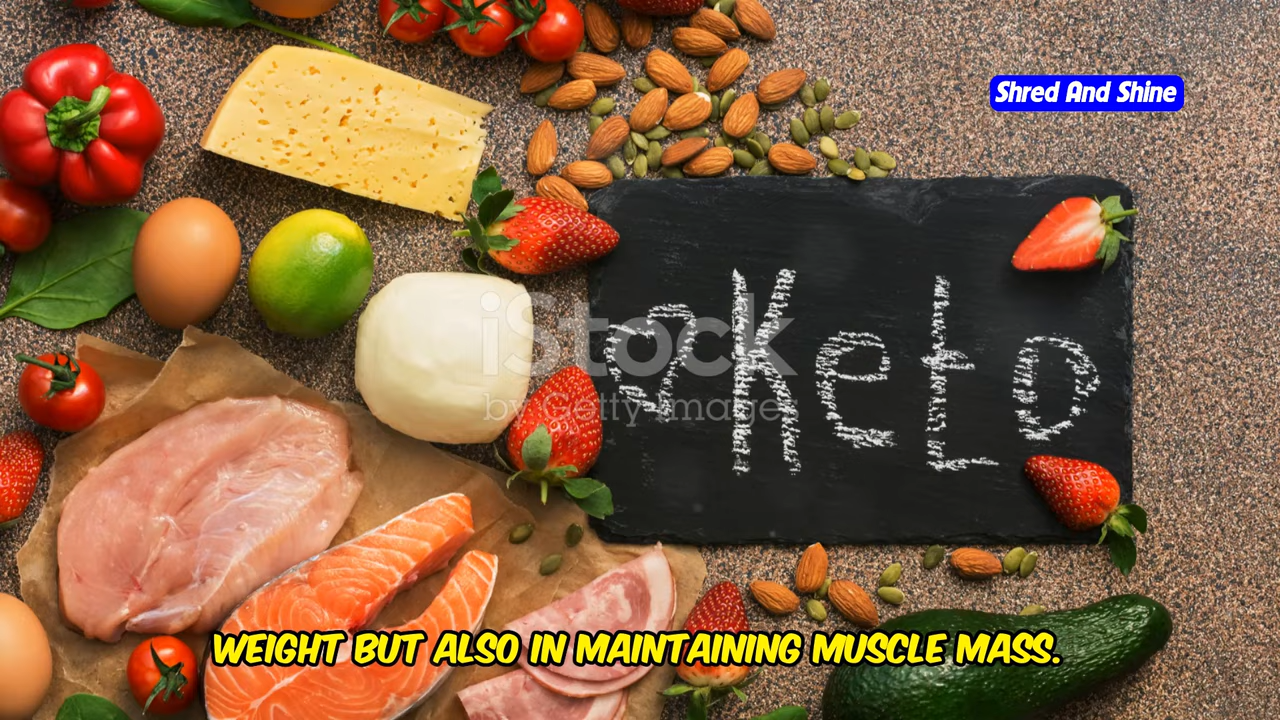 Shred And Shine
iStock
by Getty Images
Keto
WEIGHT BUT ALSO IN MAINTAINING MUSCLE MASS.